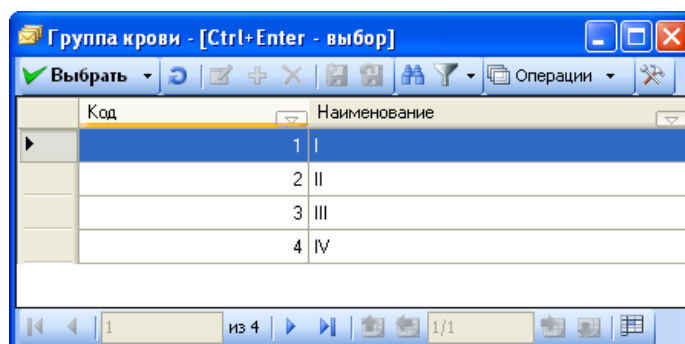 Группа крови - [Ctrl+Enter - выбор]
Выбрать Операции
Код Наименование
1 I
2 II
3 III
4 IV
1 из 4 1/1